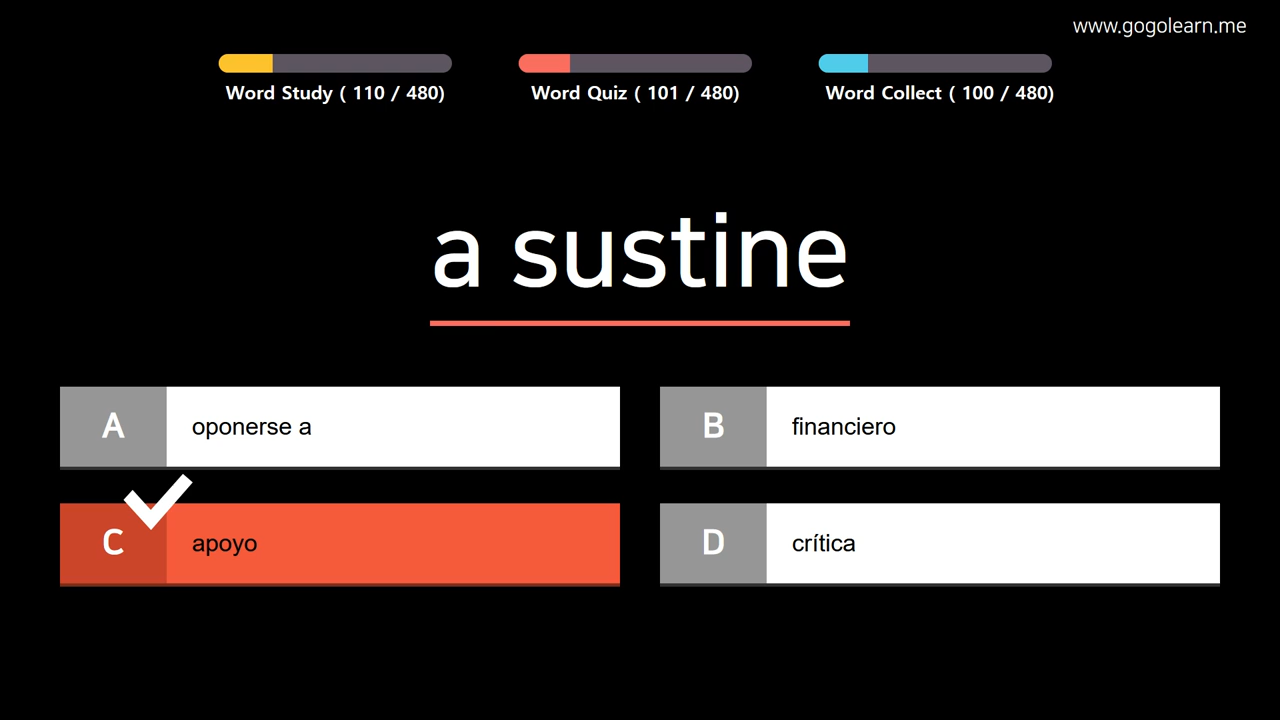 www.gogolearn.me
Word Study ( 110 / 480)
Word Quiz ( 101 / 480)
Word Collect ( 100 / 480)
a sustine
A
oponerse a
B
financiero
C
apoyo
D
crítica